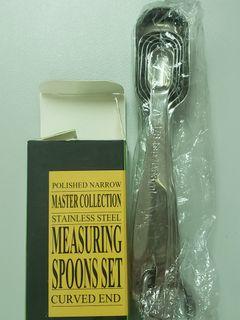 POLISHED NARROW
MASTER COLLECTION
STAINLESS STEEL
MEASURING
SPOONS SET
CURVED END